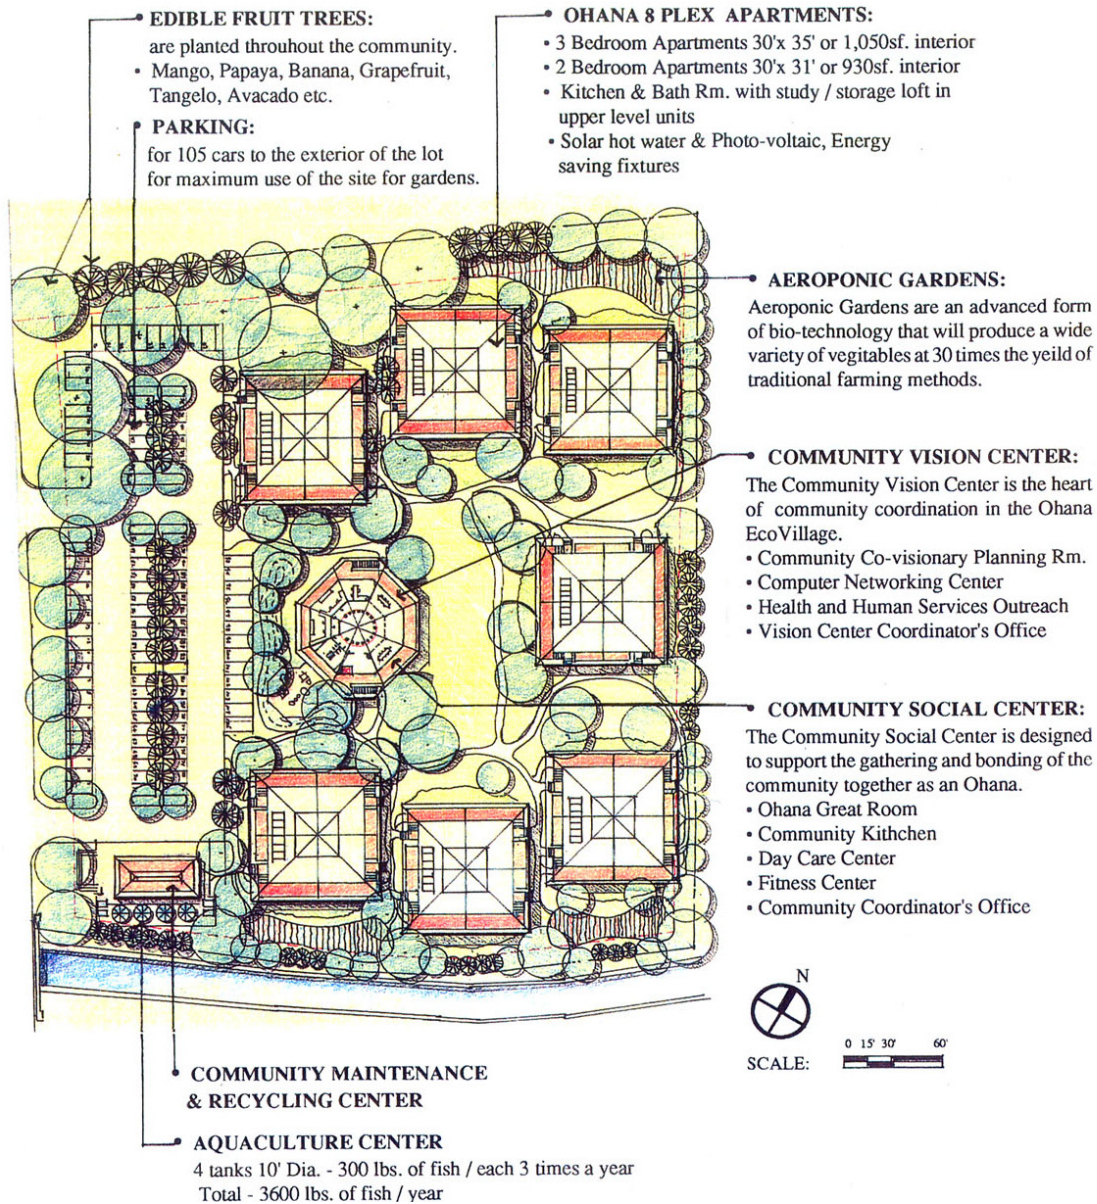 EDIBLE FRUIT TREES:
are planted throuhout the community.
• Mango, Papaya, Banana, Grapefruit,
Tangelo, Avacado etc.
PARKING:
for 105 cars to the exterior of the lot
for maximum use of the site for gardens.
OHANA 8 PLEX APARTMENTS:
• 3 Bedroom Apartments 30'x 35' or 1,050sf. interior
• 2 Bedroom Apartments 30'x 31' or 930sf. interior
• Kitchen & Bath Rm. with study / storage loft in
upper level units
• Solar hot water & Photo-voltaic, Energy
saving fixtures
AEROPONIC GARDENS:
Aeroponic Gardens are an advanced form
of bio-technology that will produce a wide
variety of vegitables at 30 times the yeild of
traditional farming methods.
COMMUNITY VISION CENTER:
The Community Vision Center is the heart
of community coordination in the Ohana
EcoVillage.
• Community Co-visionary Planning Rm.
• Computer Networking Center
• Health and Human Services Outreach
• Vision Center Coordinator's Office
COMMUNITY SOCIAL CENTER:
The Community Social Center is designed
to support the gathering and bonding of the
community together as an Ohana.
• Ohana Great Room
• Community Kithchen
• Day Care Center
• Fitness Center
• Community Coordinator's Office
N
0 15' 30' 60'
SCALE:
COMMUNITY MAINTENANCE
& RECYCLING CENTER
AQUACULTURE CENTER
4 tanks 10' Dia. - 300 lbs. of fish / each 3 times a year
Total - 3600 lbs. of fish / year